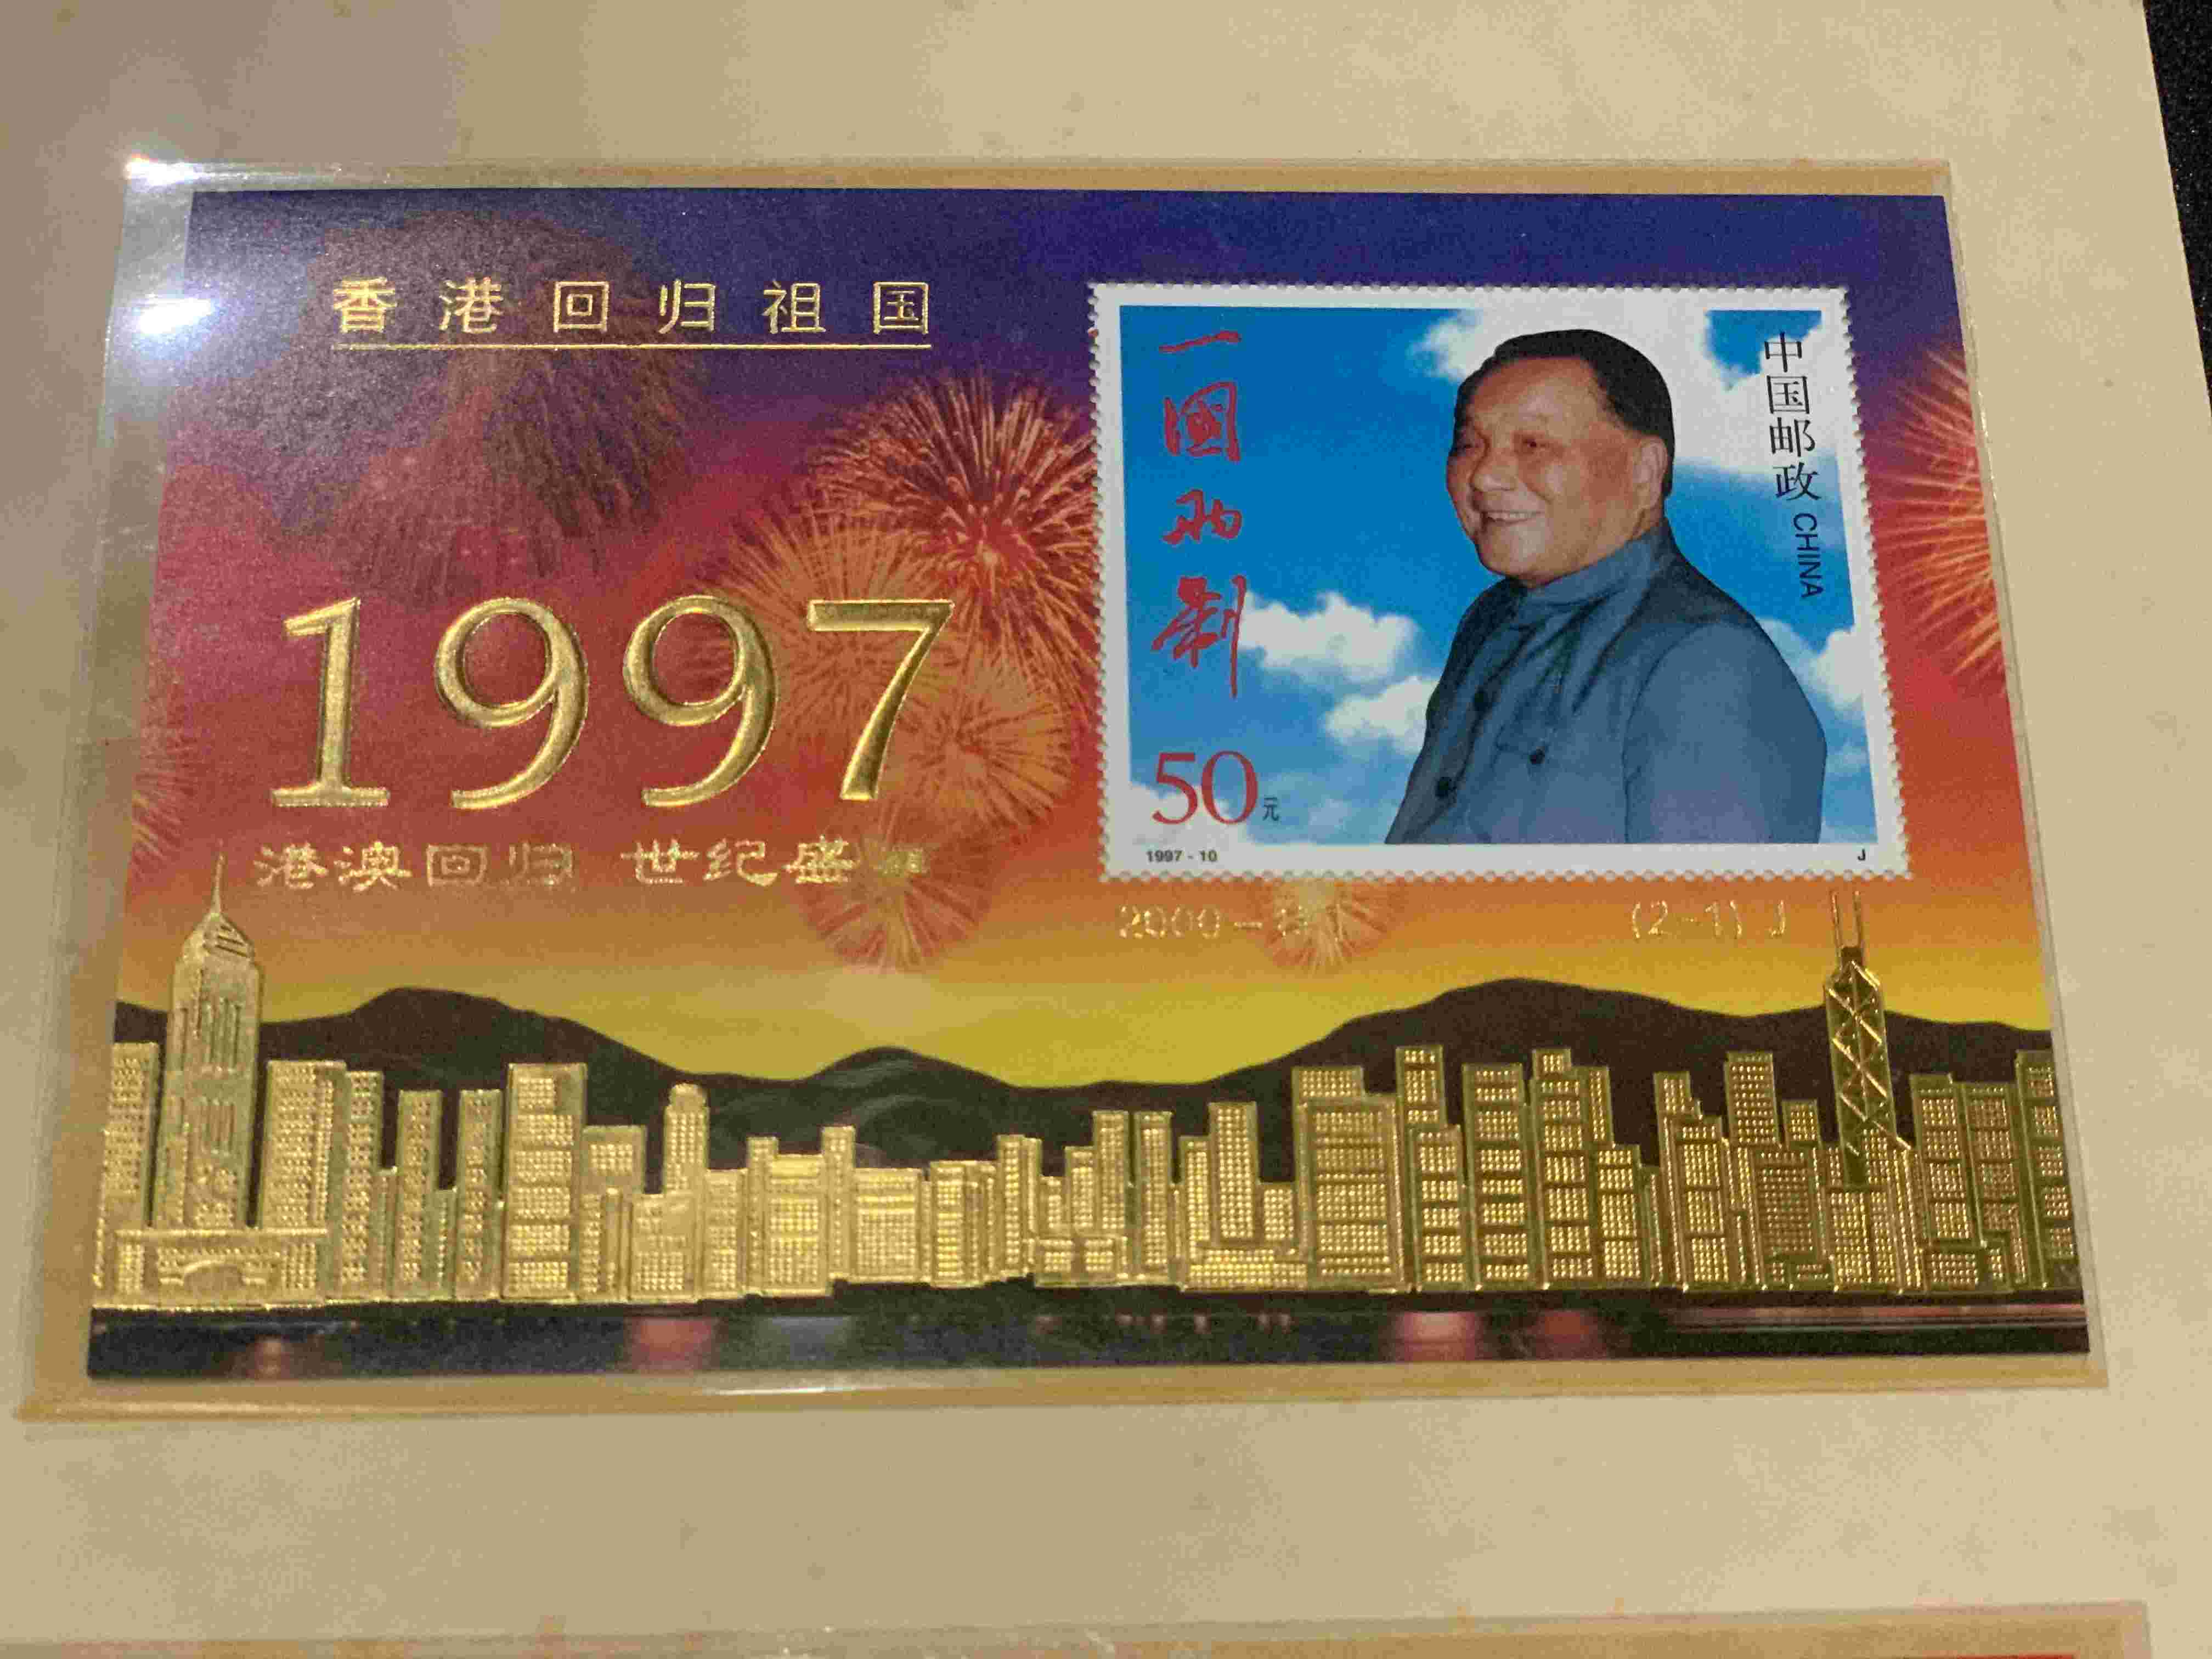 香港回归祖国
1997
港澳回归 世纪盛
一國两制
50元
中国邮政 CHINA
1997-10
J
(2-1) J